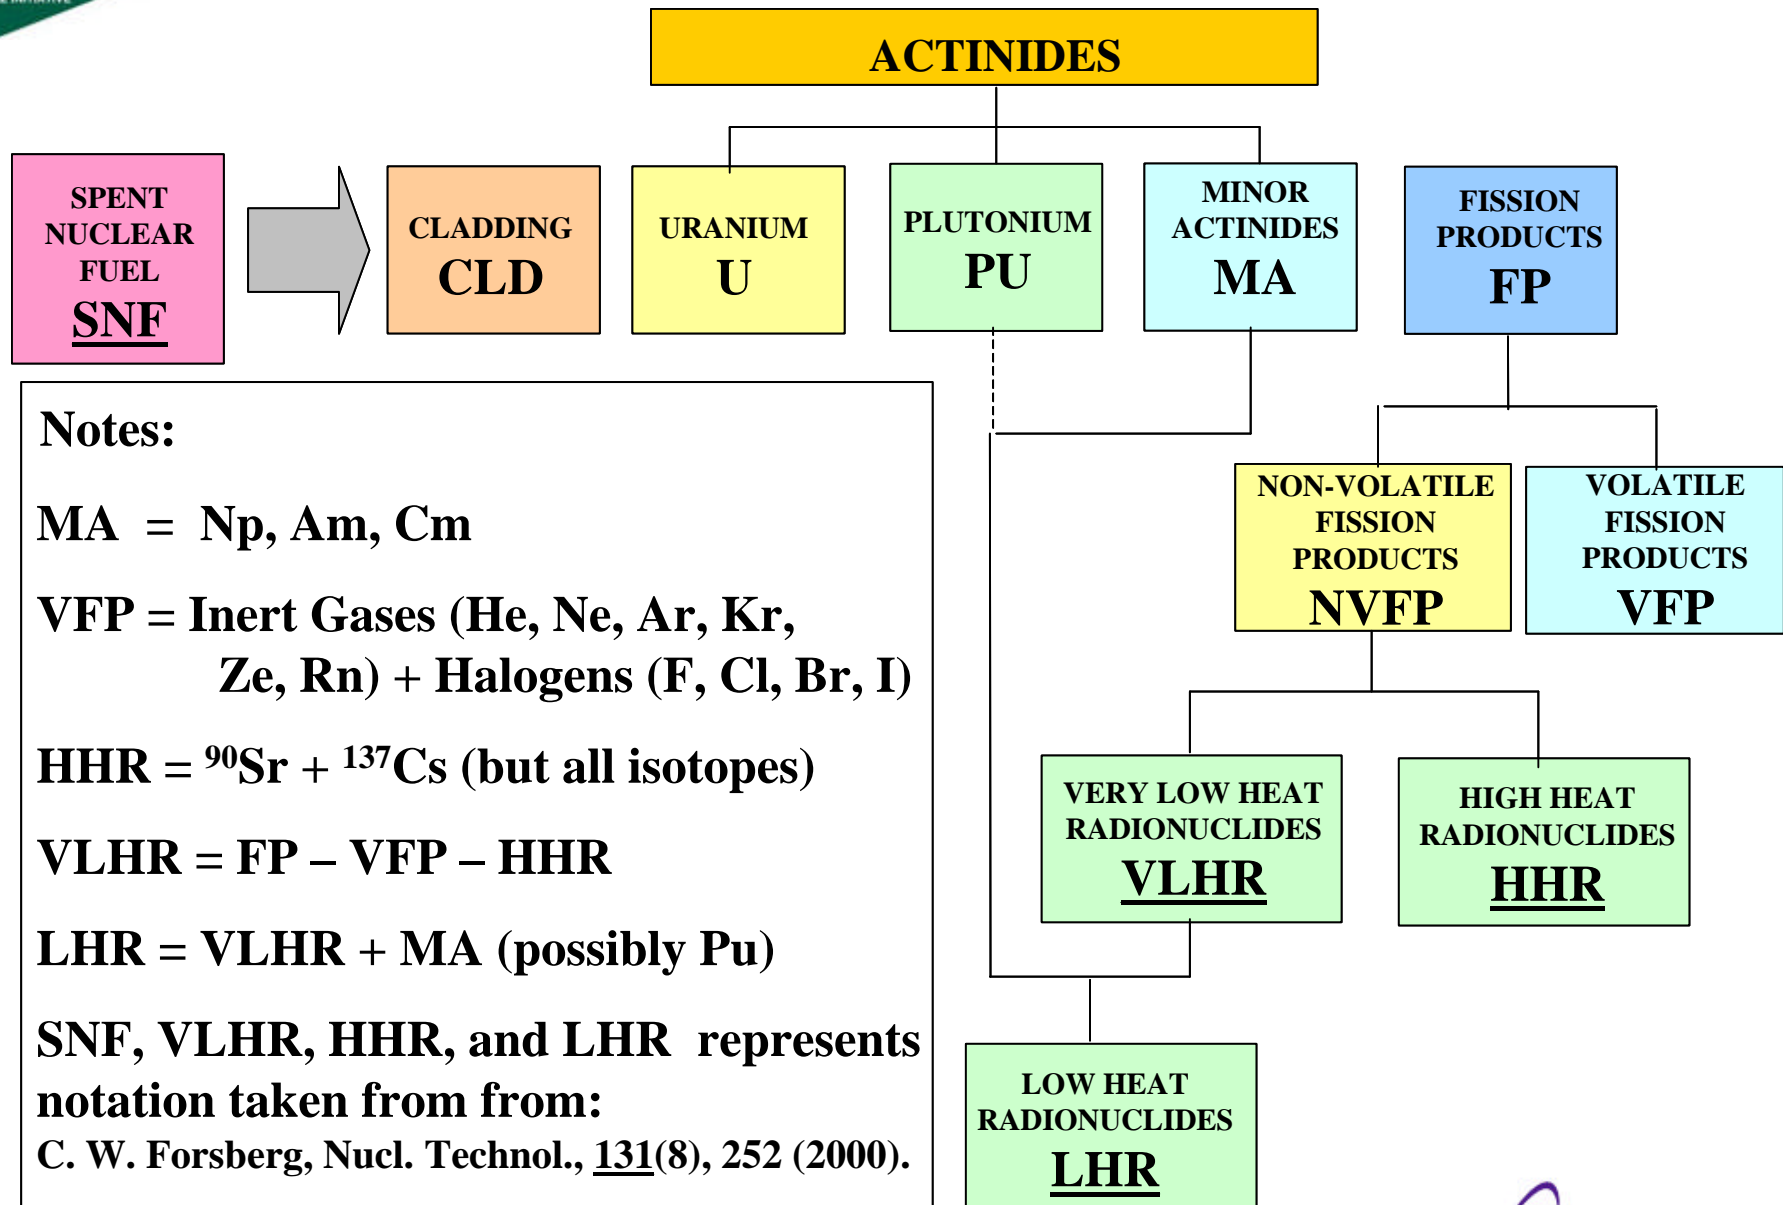 E INITIATIVE
ACTINIDES
SPENT
NUCLEAR
FUEL
SNF
CLADDING
CLD
URANIUM
U
PLUTONIUM
PU
MINOR
ACTINIDES
MA
FISSION
PRODUCTS
FP
NON-VOLATILE
FISSION
PRODUCTS
NVFP
VOLATILE
FISSION
PRODUCTS
VFP
VERY LOW HEAT
RADIONUCLIDES
VLHR
HIGH HEAT
RADIONUCLIDES
HHR
LOW HEAT
RADIONUCLIDES
LHR
Notes:
MA = Np, Am, Cm
VFP = Inert Gases (He, Ne, Ar, Kr,
Ze, Rn) + Halogens (F, Cl, Br, I)
HHR = ⁹⁰Sr + ¹³⁷Cs (but all isotopes)
VLHR = FP – VFP – HHR
LHR = VLHR + MA (possibly Pu)
SNF, VLHR, HHR, and LHR represents
notation taken from from:
C. W. Forsberg, Nucl. Technol., 131(8), 252 (2000).